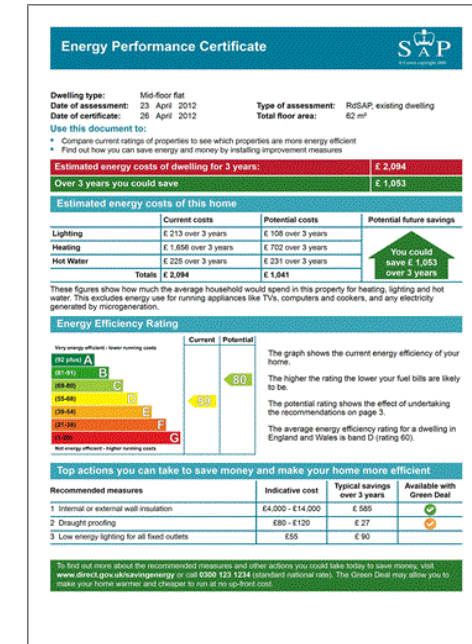 Energy Performance Certificate
SAP
© Crown copyright 2009
Dwelling type: Mid-floor flat
Date of assessment: 23 April 2012 Type of assessment: RdSAP, existing dwelling
Date of certificate: 26 April 2012 Total floor area: 62 m²
Use this document to:
• Compare current ratings of properties to see which properties are more energy efficient
• Find out how you can save energy and money by installing improvement measures
Estimated energy costs of dwelling for 3 years: £ 2,094
Over 3 years you could save £ 1,053
Estimated energy costs of this home
Current costs Potential costs Potential future savings
Lighting £ 213 over 3 years £ 108 over 3 years
Heating £ 1,656 over 3 years £ 702 over 3 years
Hot Water £ 225 over 3 years £ 231 over 3 years
Totals £ 2,094 £ 1,041
You could
save £ 1,053
over 3 years
These figures show how much the average household would spend in this property for heating, lighting and hot
water. This excludes energy use for running appliances like TVs, computers and cookers, and any electricity
generated by microgeneration.
Energy Efficiency Rating
Current Potential
Very energy efficient - lower running costs
(92 plus) A
(81-91) B
(69-80) C
(55-68) D
(39-54) E
(21-38) F
(1-20) G
Not energy efficient - higher running costs
80
The graph shows the current energy efficiency of your
home.
The higher the rating the lower your fuel bills are likely
to be.
The potential rating shows the effect of undertaking
the recommendations on page 3.
The average energy efficiency rating for a dwelling in
England and Wales is band D (rating 60).
Top actions you can take to save money and make your home more efficient
Recommended measures Indicative cost Typical savings over 3 years Available with Green Deal
1 Internal or external wall insulation £4,000 - £14,000 £ 585
2 Draught proofing £80 - £120 £ 27
3 Low energy lighting for all fixed outlets £55 £ 90
To find out more about the recommended measures and other actions you could take today to save money, visit
www.direct.gov.uk/savingenergy or call 0300 123 1234 (standard national rate). The Green Deal may allow you to
make your home warmer and cheaper to run at no up-front cost.